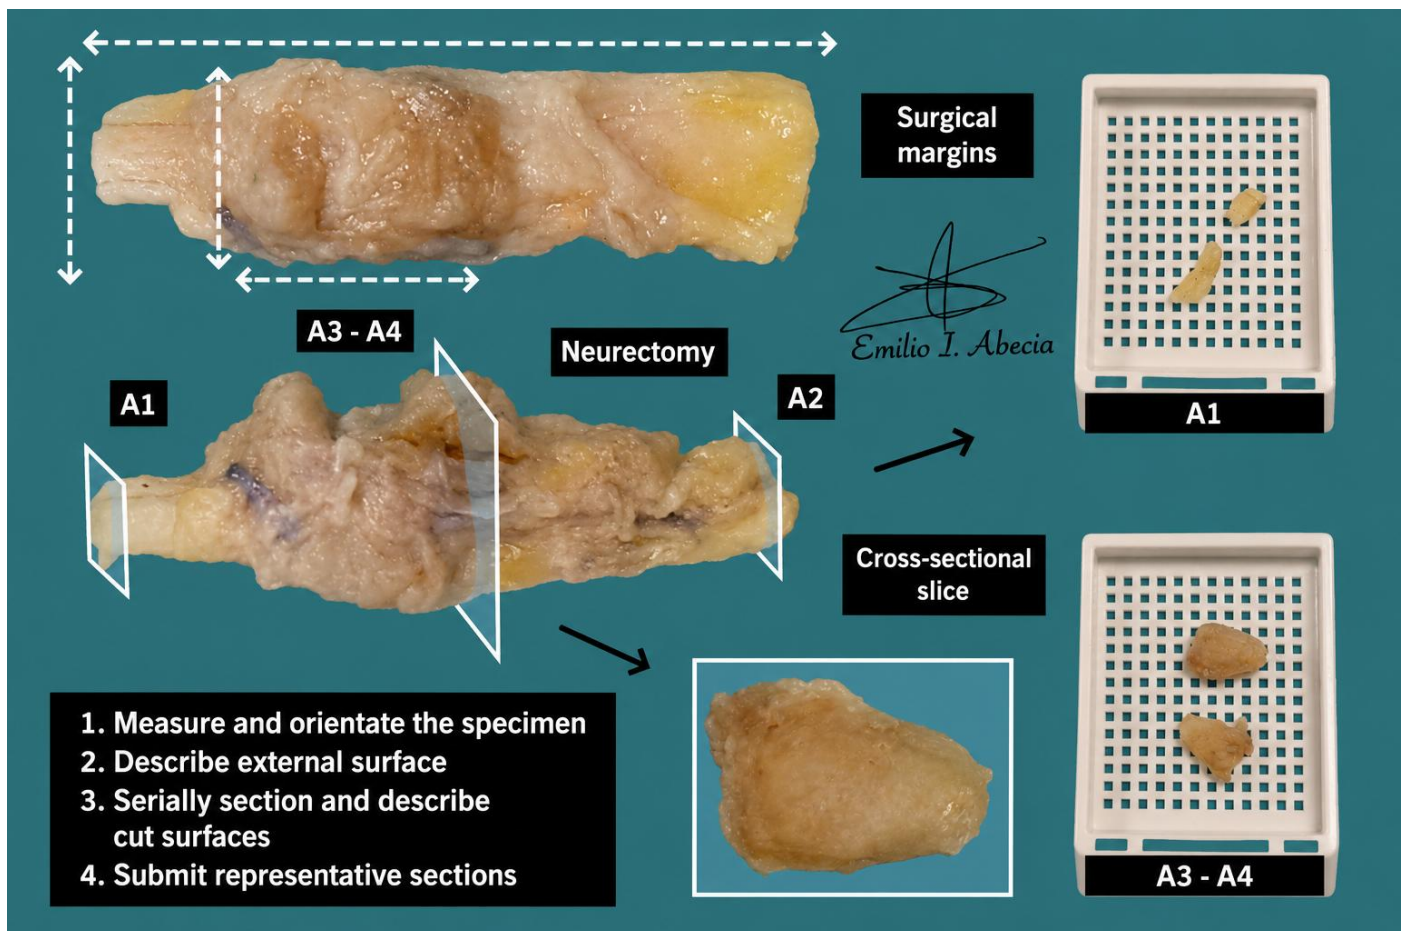 Surgical
margins
Emilio I. Abecia
A3 - A4
Neurectomy
A1
A2
A1
Cross-sectional
slice
1. Measure and orientate the specimen
2. Describe external surface
3. Serially section and describe
cut surfaces
4. Submit representative sections
A3 - A4